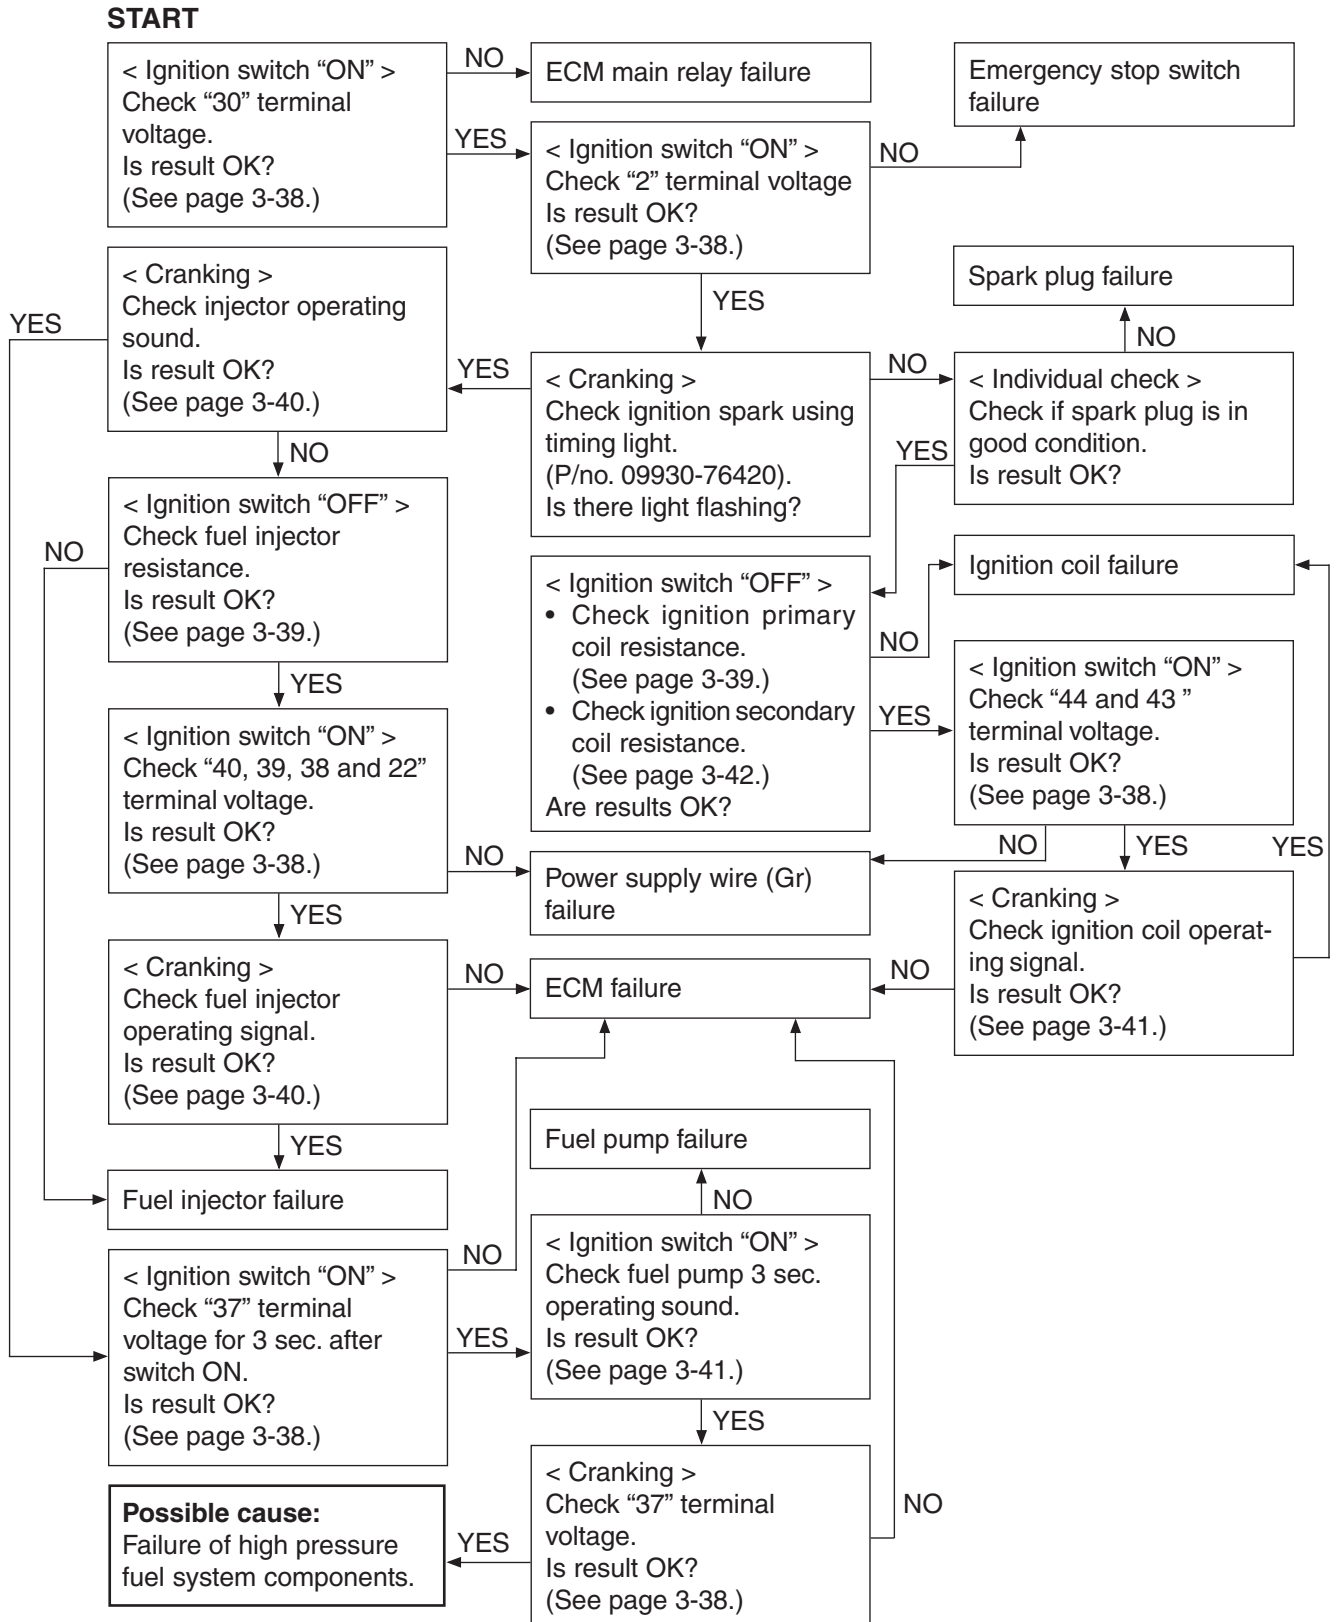 START
< Ignition switch “ON” >
Check “30” terminal
voltage.
Is result OK?
(See page 3-38.)
NO
ECM main relay failure
YES
< Ignition switch “ON” >
Check “2” terminal voltage
Is result OK?
(See page 3-38.)
NO
Emergency stop switch
failure
YES
< Cranking >
Check ignition spark using
timing light.
(P/no. 09930-76420).
Is there light flashing?
NO
< Individual check >
Check if spark plug is in
good condition.
Is result OK?
NO
Spark plug failure
YES
< Ignition switch “OFF” >
• Check ignition primary
coil resistance.
(See page 3-39.)
• Check ignition secondary
coil resistance.
(See page 3-42.)
Are results OK?
NO
Ignition coil failure
YES
< Ignition switch “ON” >
Check “44 and 43 ”
terminal voltage.
Is result OK?
(See page 3-38.)
NO
YES
YES
< Cranking >
Check ignition coil operat-
ing signal.
Is result OK?
(See page 3-41.)
NO
YES
< Cranking >
Check injector operating
sound.
Is result OK?
(See page 3-40.)
YES
NO
< Ignition switch “OFF” >
Check fuel injector
resistance.
Is result OK?
(See page 3-39.)
NO
YES
< Ignition switch “ON” >
Check “40, 39, 38 and 22”
terminal voltage.
Is result OK?
(See page 3-38.)
NO
Power supply wire (Gr)
failure
YES
< Cranking >
Check fuel injector
operating signal.
Is result OK?
(See page 3-40.)
NO
ECM failure
YES
Fuel injector failure
< Ignition switch “ON” >
Check “37” terminal
voltage for 3 sec. after
switch ON.
Is result OK?
(See page 3-38.)
NO
YES
< Ignition switch “ON” >
Check fuel pump 3 sec.
operating sound.
Is result OK?
(See page 3-41.)
NO
Fuel pump failure
YES
< Cranking >
Check “37” terminal
voltage.
Is result OK?
(See page 3-38.)
NO
YES
Possible cause:
Failure of high pressure
fuel system components.